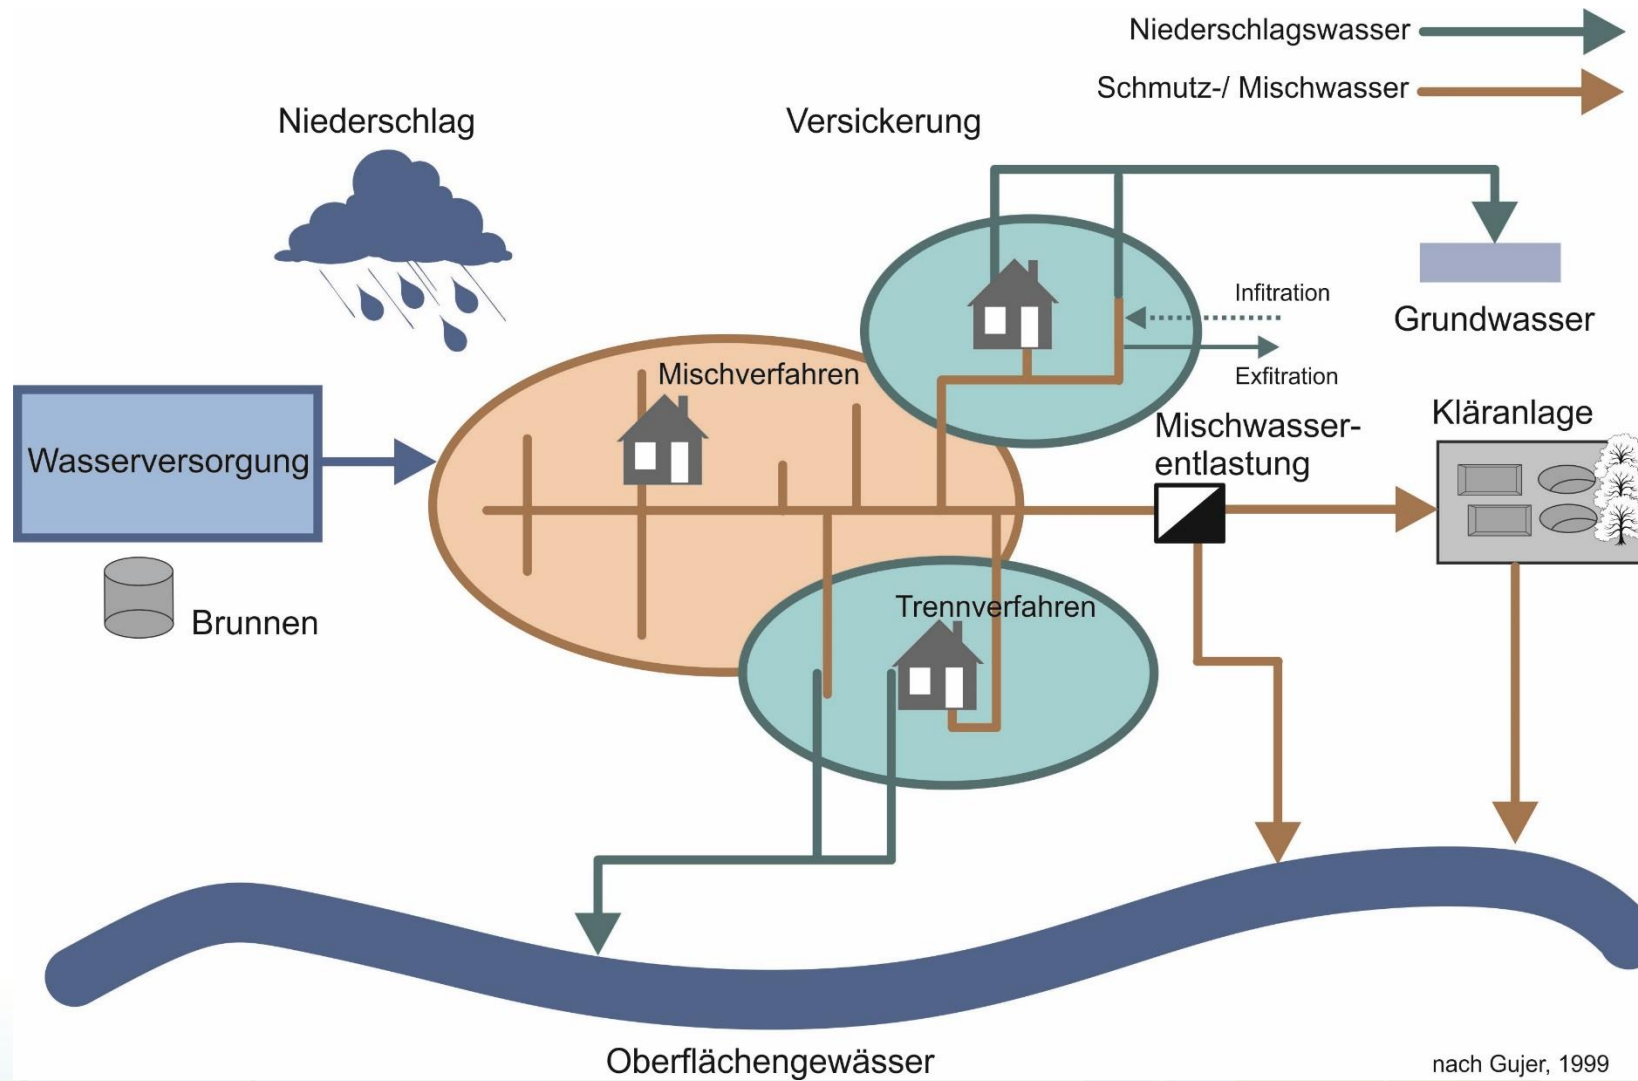 Niederschlagswasser
Schmutz-/ Mischwasser
Niederschlag
Versickerung
Infitration
Grundwasser
Exfitration
Mischverfahren
Kläranlage
Mischwasser-
entlastung
Wasserversorgung
Trennverfahren
Brunnen
Oberflächengewässer
nach Gujer, 1999